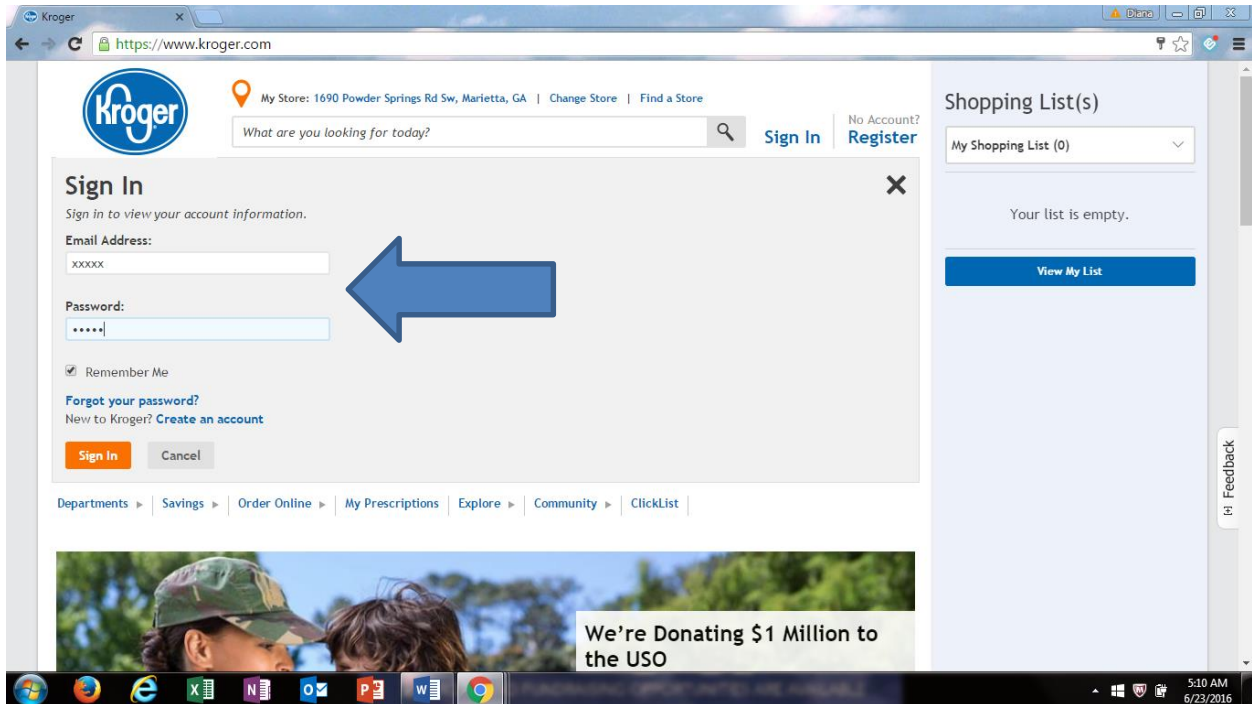 Kroger
Diana
https://www.kroger.com
Kroger
My Store: 1690 Powder Springs Rd Sw, Marietta, GA | Change Store | Find a Store
What are you looking for today?
Sign In
No Account?
Register
Sign In
Sign in to view your account information.
Email Address:
xxxxx
Password:
•••••
Remember Me
Forgot your password?
New to Kroger? Create an account
Sign In Cancel
Departments Savings Order Online My Prescriptions Explore Community ClickList
We're Donating $1 Million to
the USO
Shopping List(s)
My Shopping List (0)
Your list is empty.
View My List
Feedback
5:10 AM
6/23/2016